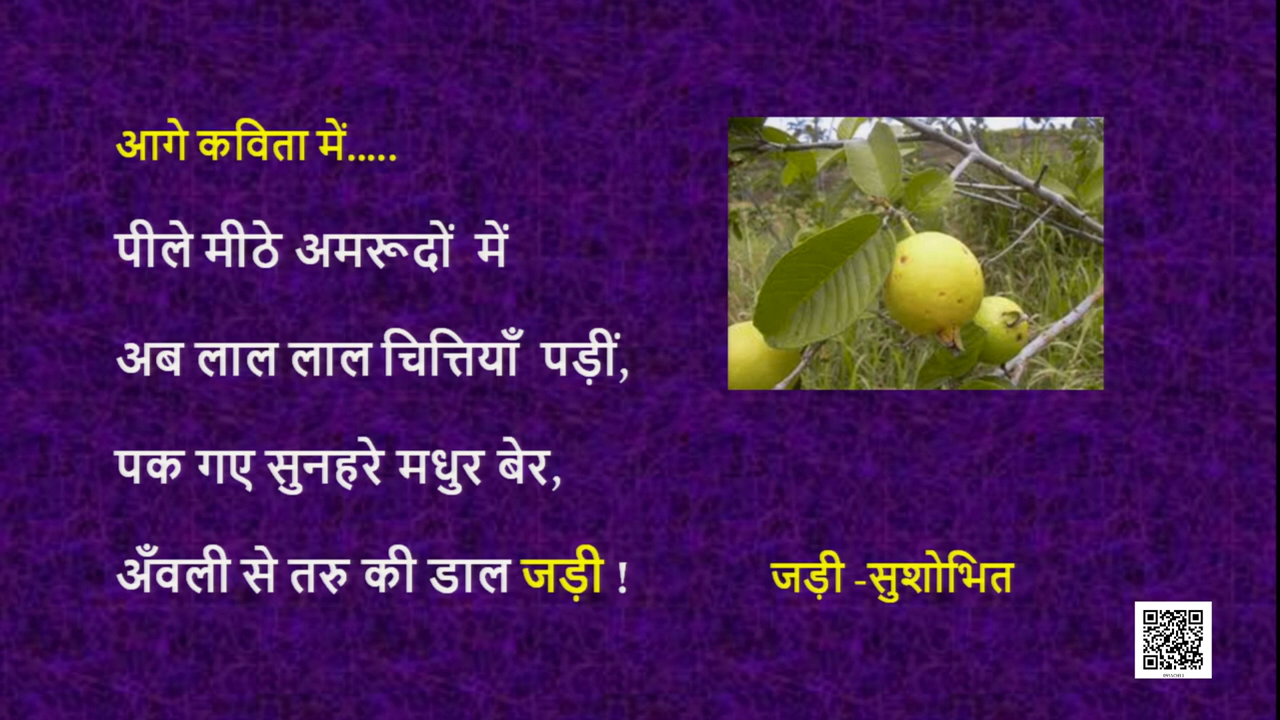 आगे कविता में.....
पीले मीठे अमरूदों में
अब लाल लाल चित्तियाँ पड़ीं,
पक गए सुनहरे मधुर बेर,
अँवली से तरु की डाल जड़ी !
जड़ी -सुशोभित